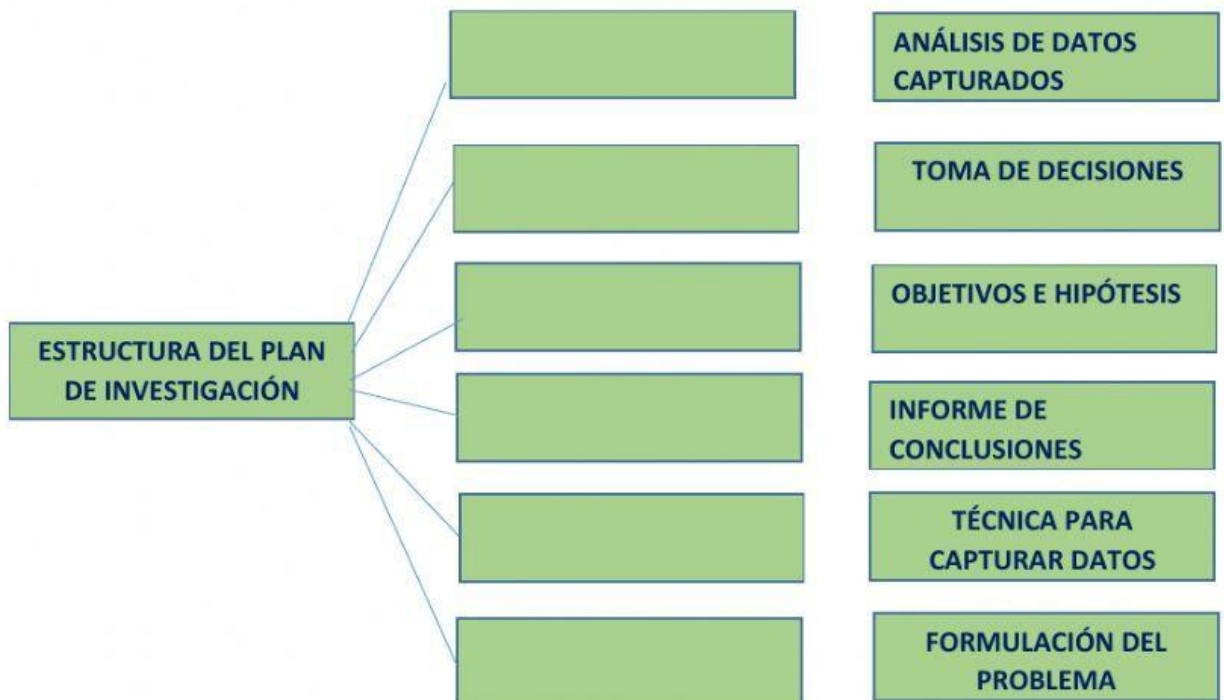 ESTRUCTURA DEL PLAN
DE INVESTIGACIÓN
ANÁLISIS DE DATOS
CAPTURADOS
TOMA DE DECISIONES
OBJETIVOS E HIPÓTESIS
INFORME DE
CONCLUSIONES
TÉCNICA PARA
CAPTURAR DATOS
FORMULACIÓN DEL
PROBLEMA